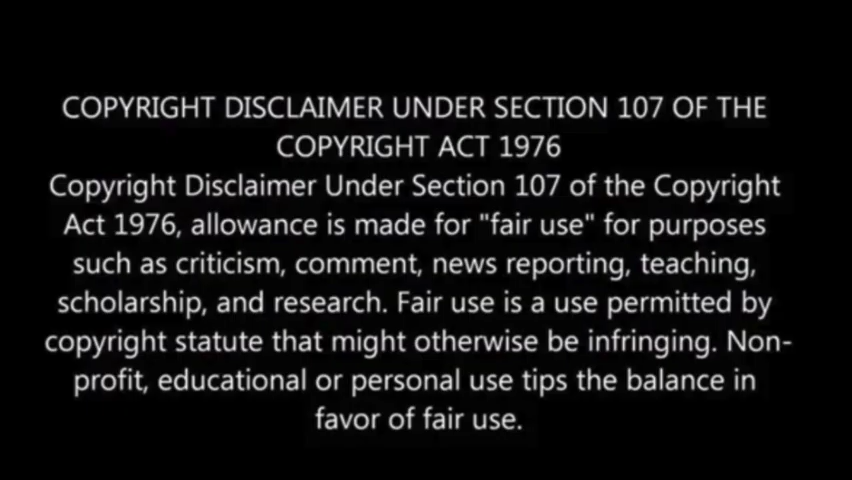 COPYRIGHT DISCLAIMER UNDER SECTION 107 OF THE
COPYRIGHT ACT 1976
Copyright Disclaimer Under Section 107 of the Copyright
Act 1976, allowance is made for "fair use" for purposes
such as criticism, comment, news reporting, teaching,
scholarship, and research. Fair use is a use permitted by
copyright statute that might otherwise be infringing. Non-
profit, educational or personal use tips the balance in
favor of fair use.